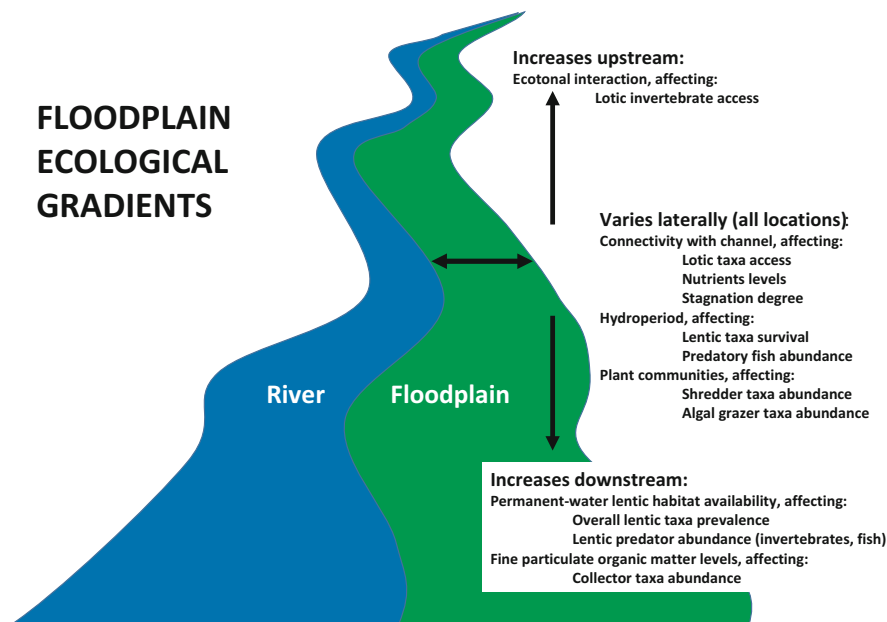 FLOODPLAIN
ECOLOGICAL
GRADIENTS
Increases upstream:
Ecotonal interaction, affecting:
Lotic invertebrate access
Varies laterally (all locations):
Connectivity with channel, affecting:
Lotic taxa access
Nutrients levels
Stagnation degree
Hydroperiod, affecting:
Lentic taxa survival
Predatory fish abundance
Plant communities, affecting:
Shredder taxa abundance
Algal grazer taxa abundance
River
Floodplain
Increases downstream:
Permanent-water lentic habitat availability, affecting:
Overall lentic taxa prevalence
Lentic predator abundance (invertebrates, fish)
Fine particulate organic matter levels, affecting:
Collector taxa abundance